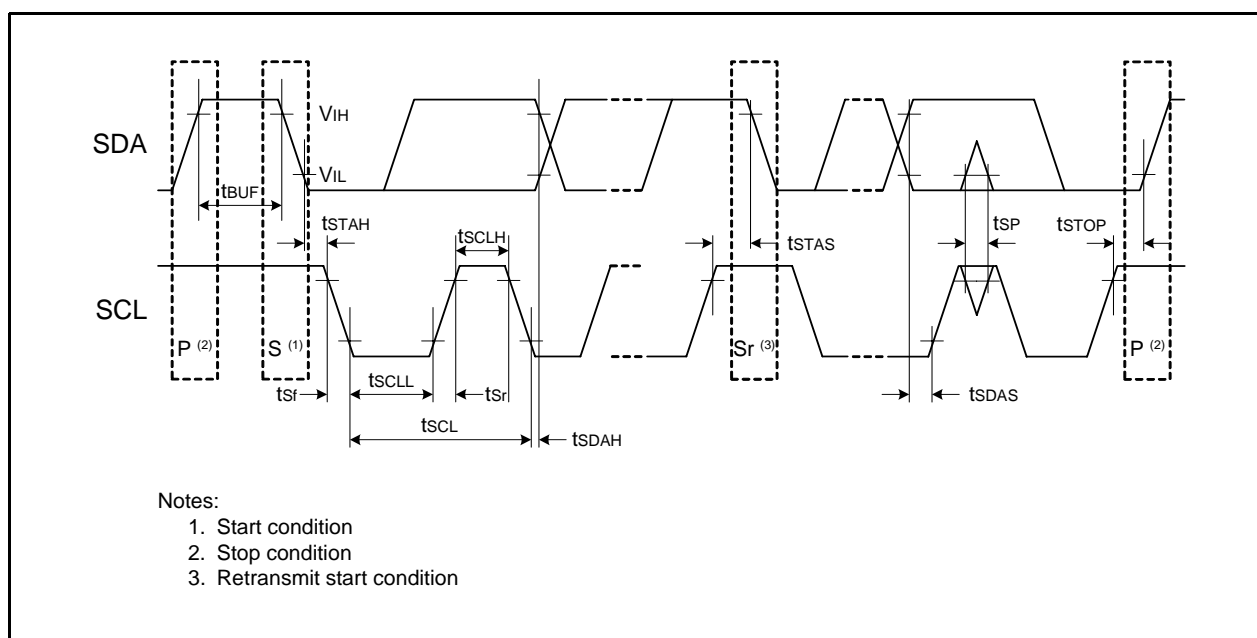 SDA
VIH
VIL
tBUF
tSTAH
tSCLH
tSTAS
tSP
tSTOP
SCL
P (2)
S (1)
Sr (3)
P (2)
tSf
tSCLL
tSr
tSDAS
tSCL
tSDAH
Notes:
1. Start condition
2. Stop condition
3. Retransmit start condition